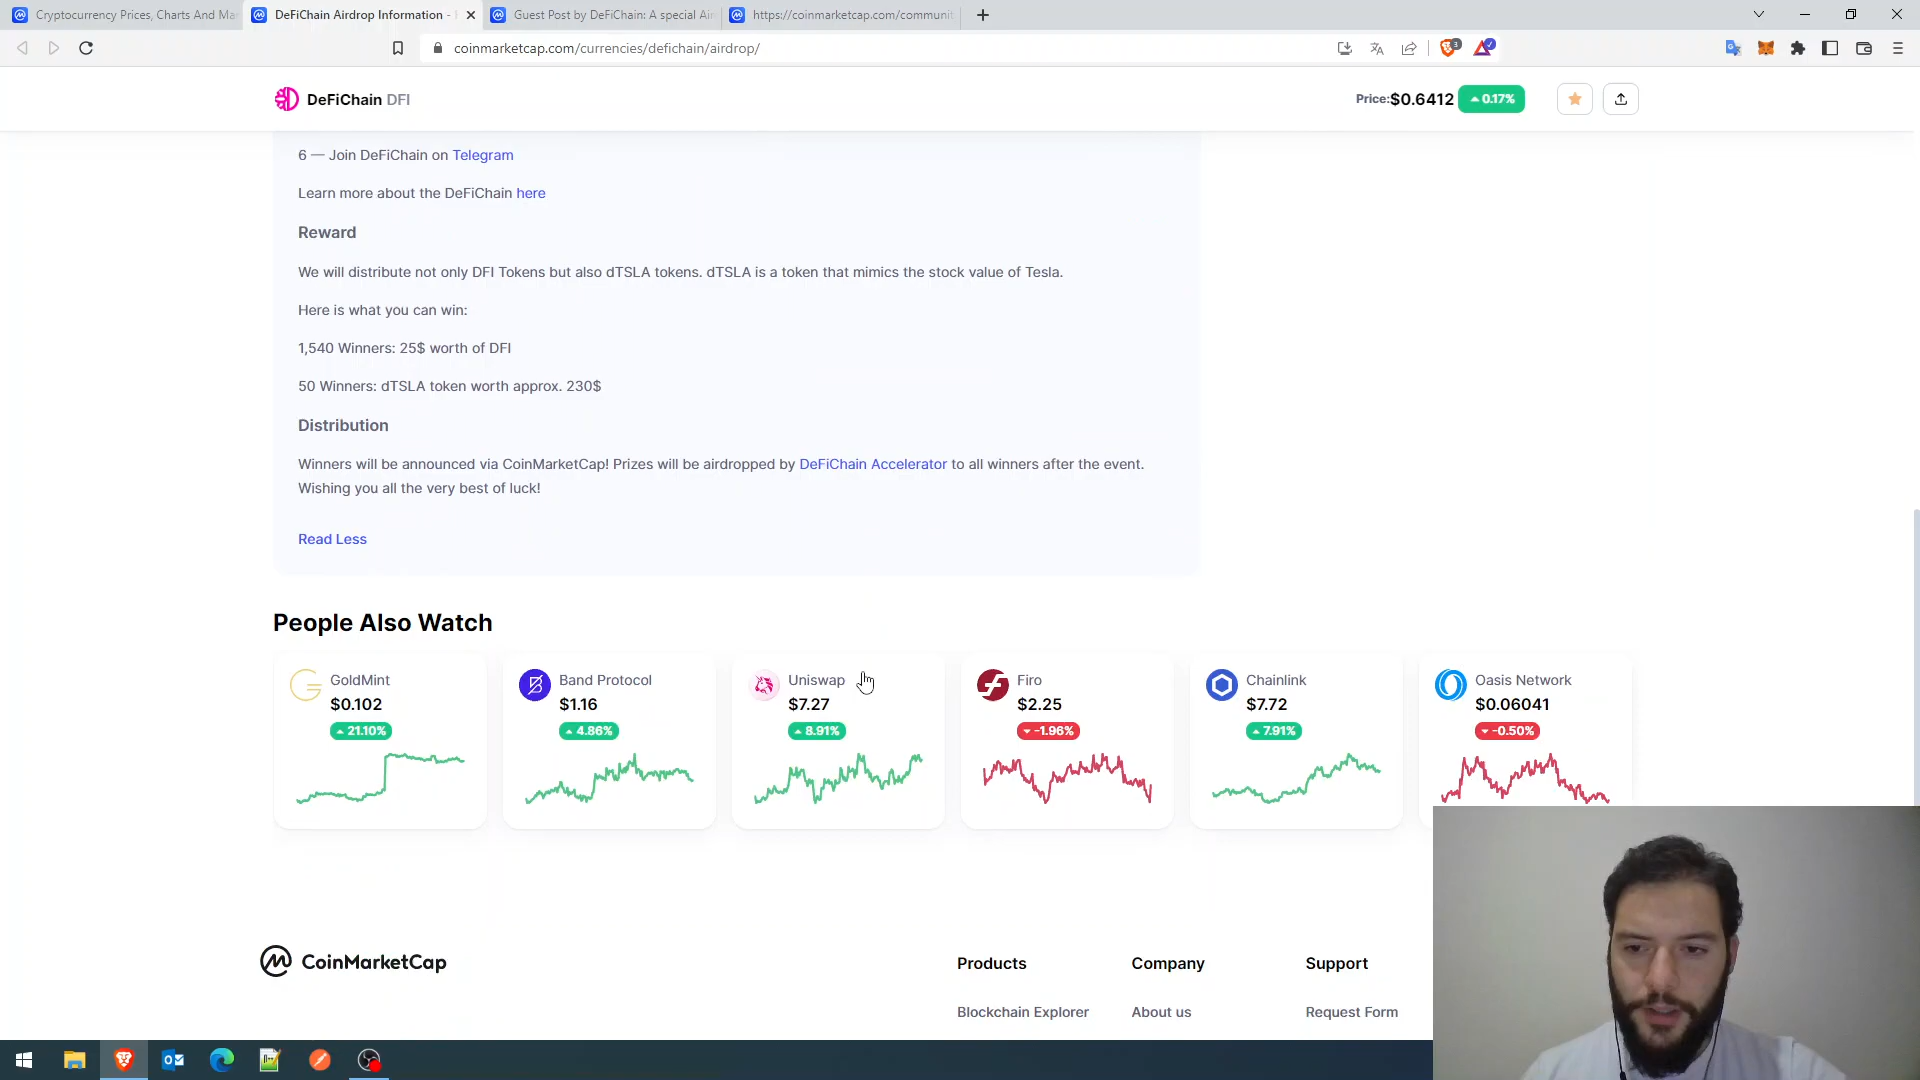 Cryptocurrency Prices, Charts And Ma
DeFiChain Airdrop Information -
Guest Post by DeFiChain: A special Air
https://coinmarketcap.com/communit
coinmarketcap.com/currencies/defichain/airdrop/
DeFiChain DFI
Price:$0.6412
0.17%
6 — Join DeFiChain on Telegram
Learn more about the DeFiChain here
Reward
We will distribute not only DFI Tokens but also dTSLA tokens. dTSLA is a token that mimics the stock value of Tesla.
Here is what you can win:
1,540 Winners: 25$ worth of DFI
50 Winners: dTSLA token worth approx. 230$
Distribution
Winners will be announced via CoinMarketCap! Prizes will be airdropped by DeFiChain Accelerator to all winners after the event.
Wishing you all the very best of luck!
Read Less
People Also Watch
GoldMint
$0.102
21.10%
Band Protocol
$1.16
4.86%
Uniswap
$7.27
8.91%
Firo
$2.25
-1.96%
Chainlink
$7.72
7.91%
Oasis Network
$0.06041
-0.50%
CoinMarketCap
Products
Company
Support
Blockchain Explorer
About us
Request Form